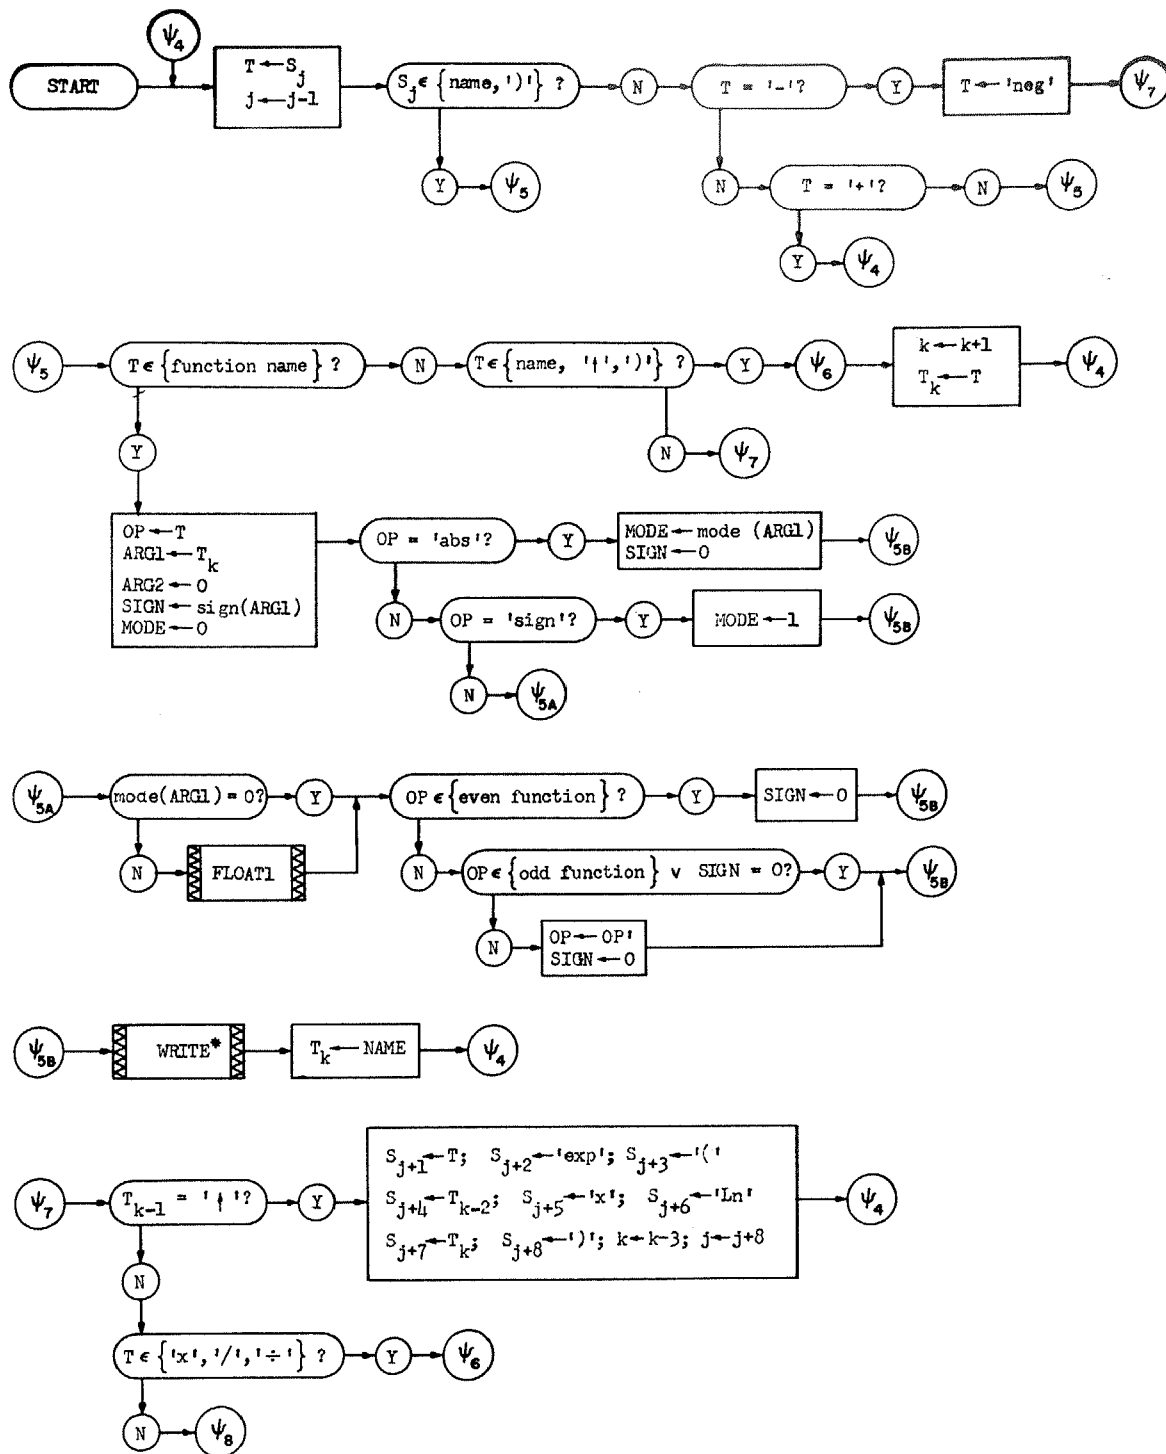 ψ4
START
T ← Sj
j ← j-1
Sj ϵ {name,')'} ?
N
T = '-'?
Y
T ← 'neg'
ψ7
Y
ψ5
N
T = '+'?
N
ψ5
Y
ψ4
ψ5
T ϵ {function name} ?
N
T ϵ {name, '↑',')'} ?
Y
ψ6
k ← k+1
Tk ← T
ψ4
Y
N
ψ7
OP ← T
ARG1 ← Tk
ARG2 ← 0
SIGN ← sign(ARG1)
MODE ← 0
OP = 'abs'?
Y
MODE ← mode (ARG1)
SIGN ← 0
ψ5B
N
OP = 'sign'?
Y
MODE ← 1
ψ5B
N
ψ5A
ψ5A
mode(ARG1) = 0?
Y
OP ϵ {even function} ?
Y
SIGN ← 0
ψ5B
N
FLOAT1
N
OP ϵ {odd function} v SIGN = 0?
Y
ψ5B
N
OP ← OP'
SIGN ← 0
ψ5B
WRITE*
Tk ← NAME
ψ4
ψ7
Tk-1 = '↑'?
Y
Sj+1 ← T; Sj+2 ← 'exp'; Sj+3 ← '('
Sj+4 ← Tk-2; Sj+5 ← 'x'; Sj+6 ← 'Ln'
Sj+7 ← Tk; Sj+8 ← ')'; k ← k-3; j ← j+8
ψ4
N
T ϵ {'x','/','÷'} ?
Y
ψ6
N
ψ8